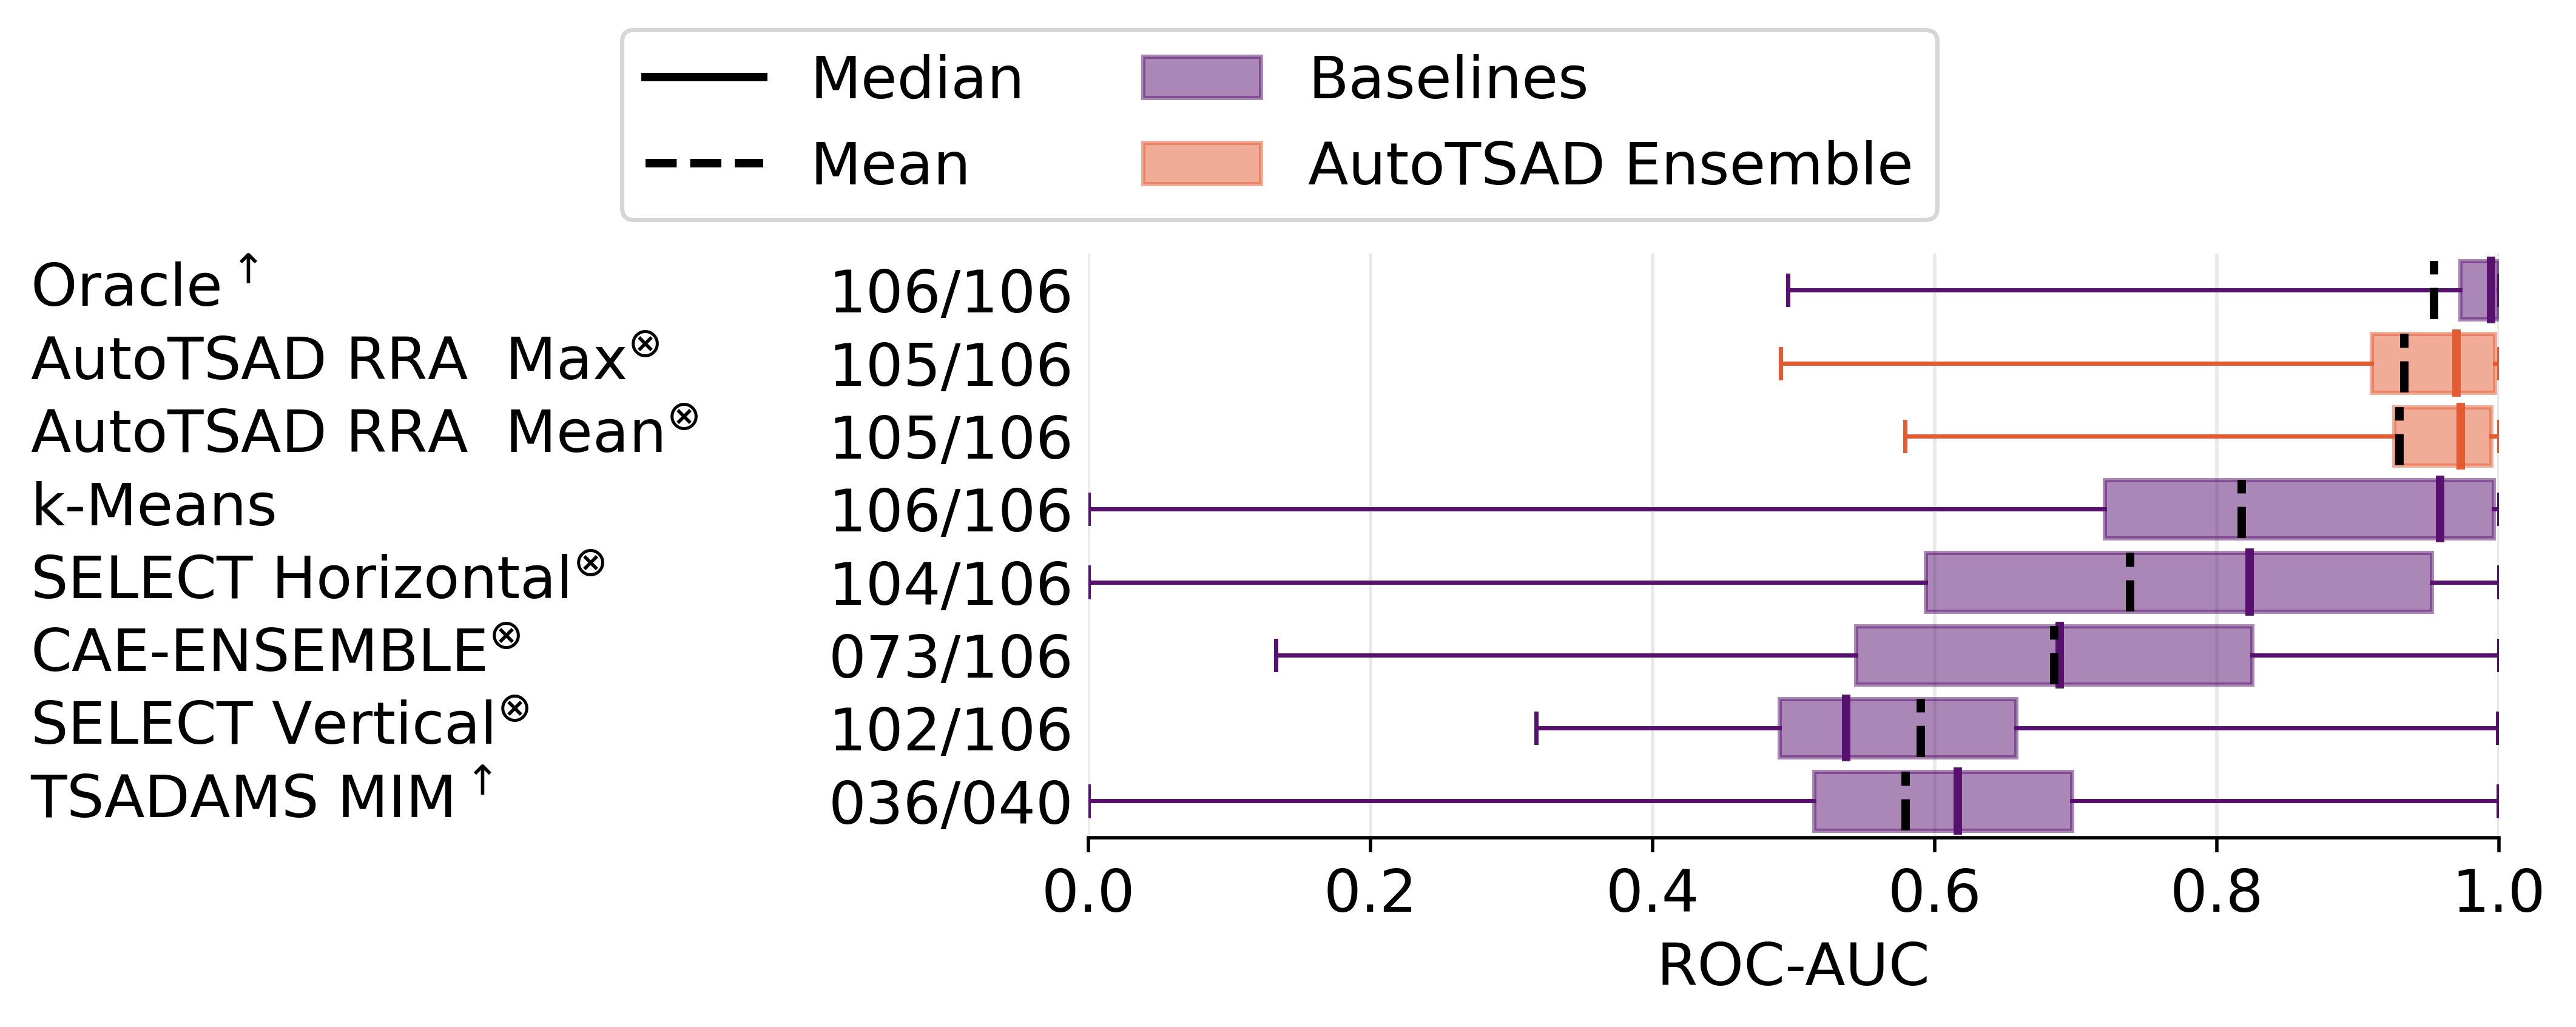 Median Baselines
Mean AutoTSAD Ensemble
Oracle ↑ 106/106
AutoTSAD RRA  Max⊗ 105/106
AutoTSAD RRA  Mean⊗ 105/106
k-Means 106/106
SELECT Horizontal⊗ 104/106
CAE-ENSEMBLE⊗ 073/106
SELECT Vertical⊗ 102/106
TSADAMS MIM ↑ 036/040
0.0 0.2 0.4 0.6 0.8 1.0
ROC-AUC